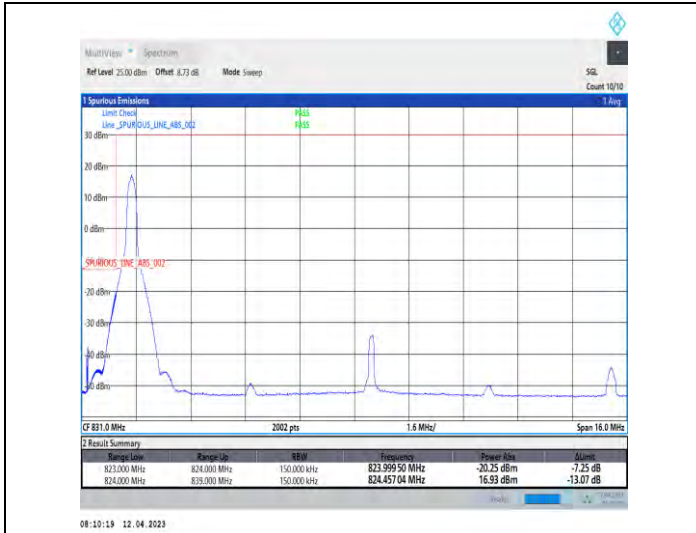 MultiView Spectrum
Ref Level 25.00 dBm Offset 8.73 dB Mode Sweep SGL
Count 10/10
1 Spurious Emissions 1 Avg
Limit Check PASS
Line _SPURIOUS_LINE_ABS_002 PASS
30 dBm
20 dBm
10 dBm
0 dBm
_SPURIOUS_LINE_ABS_002
-20 dBm
-30 dBm
-40 dBm
-50 dBm
CF 831.0 MHz 2002 pts 1.6 MHz/ Span 16.0 MHz
2 Result Summary
Range Low Range Up RBW Frequency Power Abs ΔLimit
823.000 MHz 824.000 MHz 150.000 kHz 823.999 50 MHz -20.25 dBm -7.25 dB
824.000 MHz 839.000 MHz 150.000 kHz 824.457 04 MHz 16.93 dBm -13.07 dB
08:10:19 12.04.2023